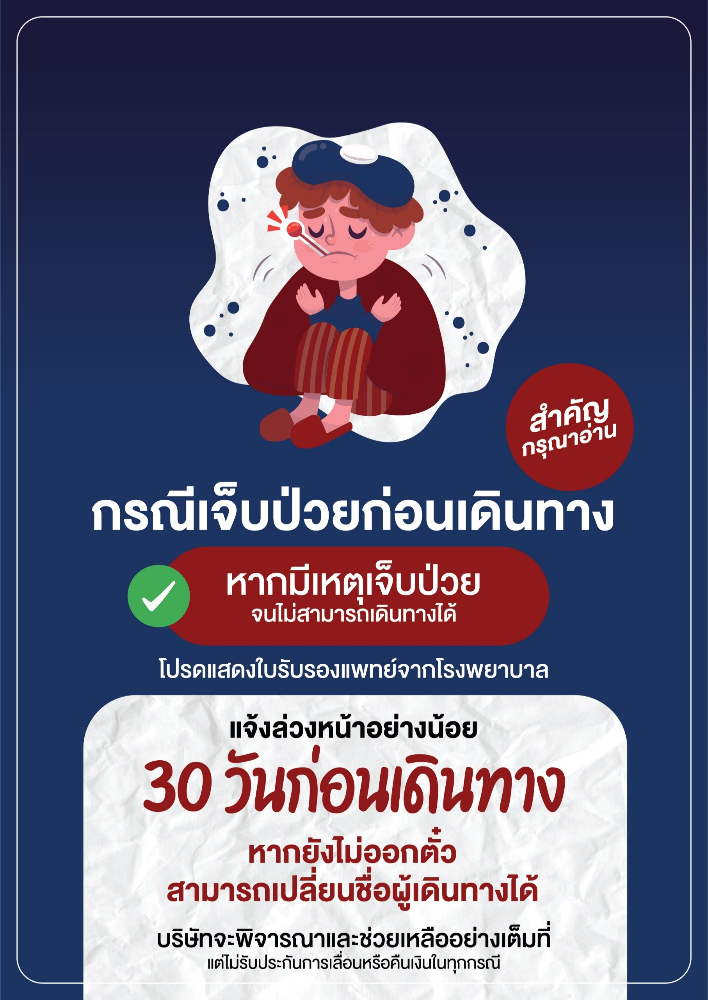 สำคัญ
กรุณาอ่าน
กรณีเจ็บป่วยก่อนเดินทาง
หากมีเหตุเจ็บป่วย
จนไม่สามารถเดินทางได้
โปรดแสดงใบรับรองแพทย์จากโรงพยาบาล
แจ้งล่วงหน้าอย่างน้อย
30 วันก่อนเดินทาง
หากยังไม่ออกตั๋ว
สามารถเปลี่ยนชื่อผู้เดินทางได้
บริษัทจะพิจารณาและช่วยเหลืออย่างเต็มที่
แต่ไม่รับประกันการเลื่อนหรือคืนเงินในทุกกรณี